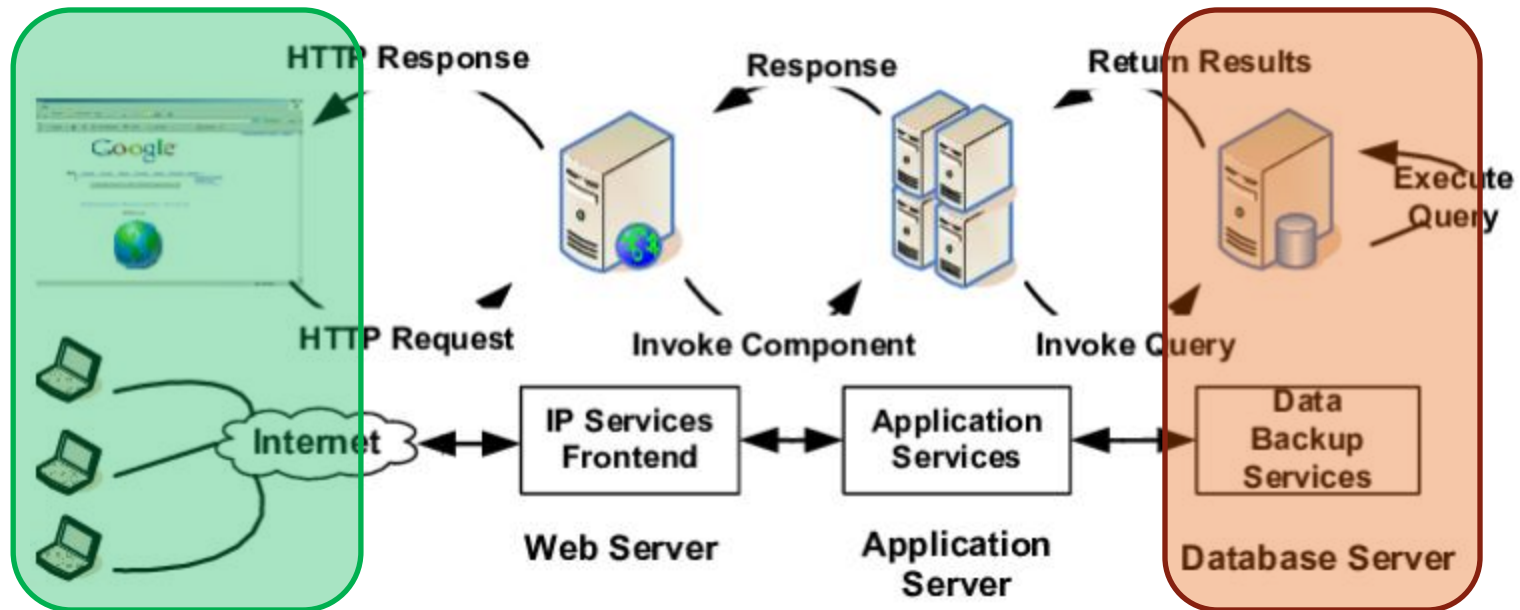 HTTP Response
Response
Return Results
Google
Execute
Query
HTTP Request
Invoke Component
Invoke Query
Internet
IP Services
Frontend
Application
Services
Data
Backup
Services
Web Server
Application
Server
Database Server